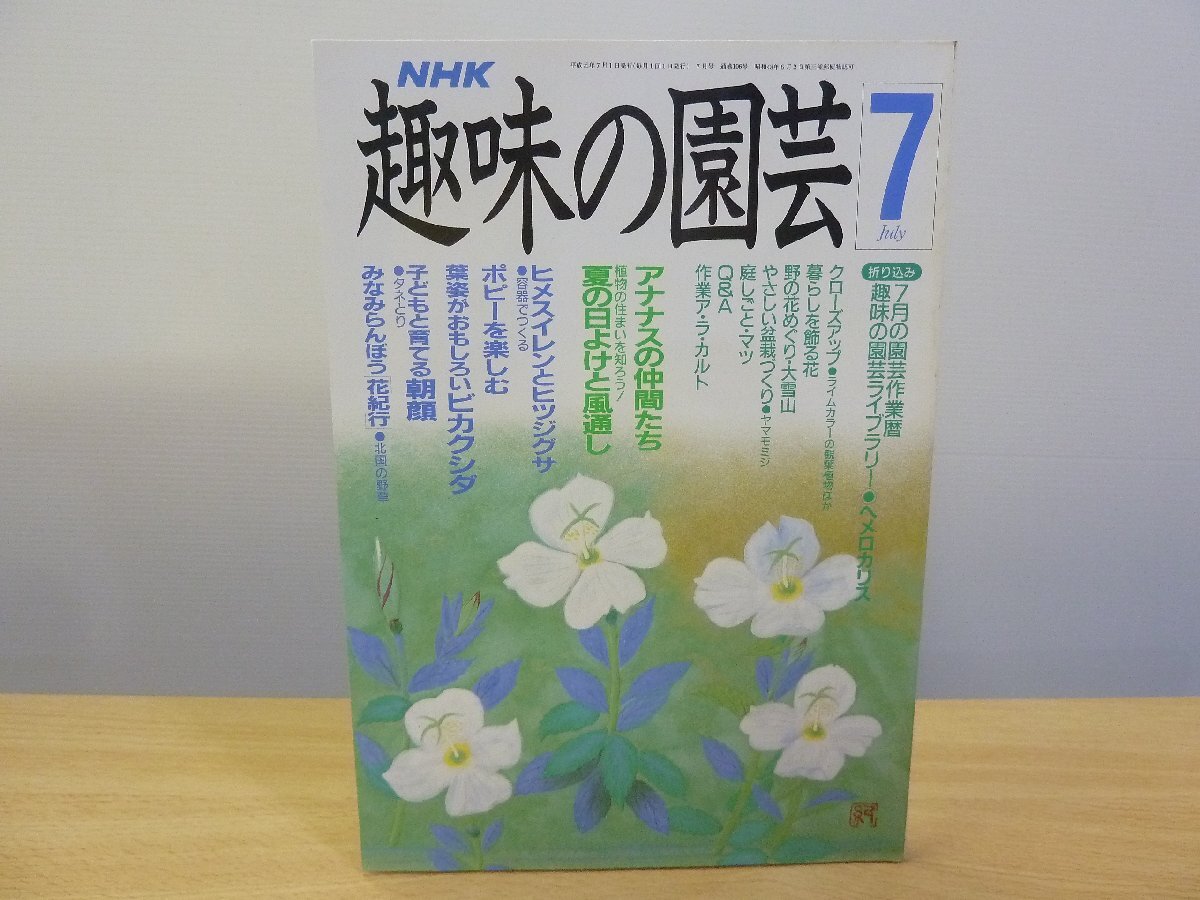 NHK
趣味の園芸
7
July
折り込み
7月の園芸作業暦
趣味の園芸ライブラリー●ヘメロカリス
クローズアップ●ライムカラーの観葉植物ほか
暮らしを飾る花
野の花めぐり・大雪山
やさしい盆栽づくり●ヤマモミジ
庭しごと・マツ
Q&A
作業ア・ラ・カルト
アナナスの仲間たち
植物の住まいを知ろう!
夏の日よけと風通し
ヒメスイレンとヒツジグサ
●容器でつくる
ポピーを楽しむ
葉姿がおもしろいビカクシダ
子どもと育てる朝顔
●タネとり
みなみらんぼう「花紀行」●北国の野草